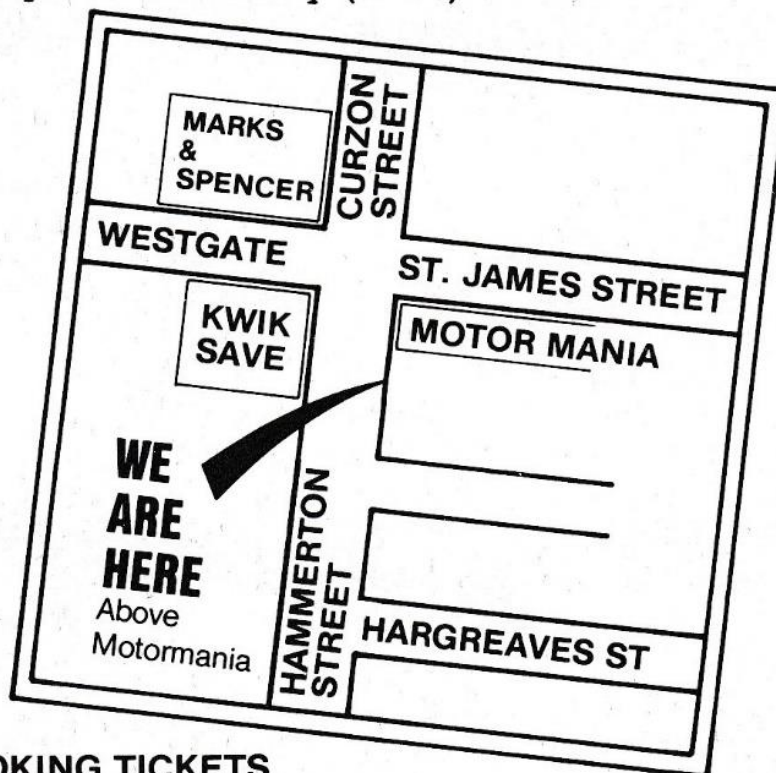 MARKS
&
SPENCER
CURZON
STREET
WESTGATE
ST. JAMES STREET
KWIK
SAVE
MOTOR MANIA
WE
ARE
HERE
Above
Motormania
HAMMERTON
STREET
HARGREAVES ST
TICKETS